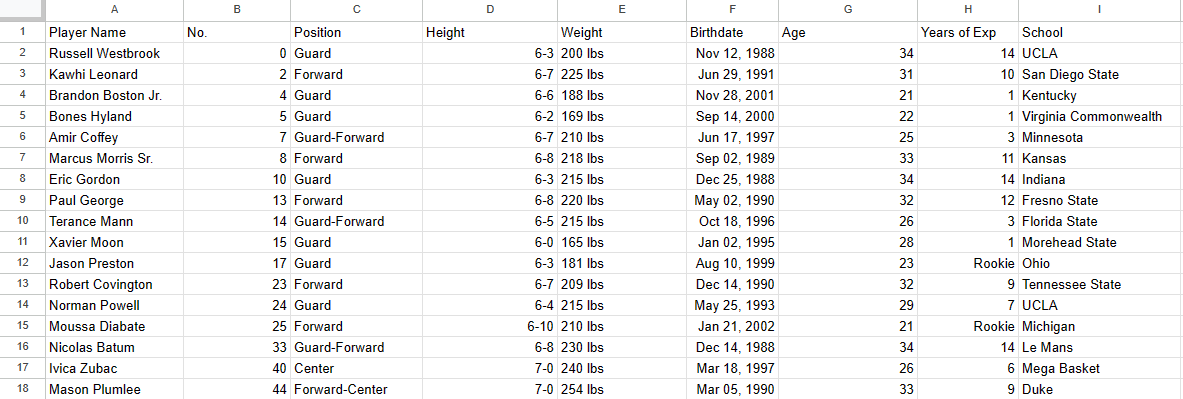 A B C D E F G H I
1 Player Name No. Position Height Weight Birthdate Age Years of Exp School
2 Russell Westbrook 0 Guard 6-3 200 lbs Nov 12, 1988 34 14 UCLA
3 Kawhi Leonard 2 Forward 6-7 225 lbs Jun 29, 1991 31 10 San Diego State
4 Brandon Boston Jr. 4 Guard 6-6 188 lbs Nov 28, 2001 21 1 Kentucky
5 Bones Hyland 5 Guard 6-2 169 lbs Sep 14, 2000 22 1 Virginia Commonwealth
6 Amir Coffey 7 Guard-Forward 6-7 210 lbs Jun 17, 1997 25 3 Minnesota
7 Marcus Morris Sr. 8 Forward 6-8 218 lbs Sep 02, 1989 33 11 Kansas
8 Eric Gordon 10 Guard 6-3 215 lbs Dec 25, 1988 34 14 Indiana
9 Paul George 13 Forward 6-8 220 lbs May 02, 1990 32 12 Fresno State
10 Terance Mann 14 Guard-Forward 6-5 215 lbs Oct 18, 1996 26 3 Florida State
11 Xavier Moon 15 Guard 6-0 165 lbs Jan 02, 1995 28 1 Morehead State
12 Jason Preston 17 Guard 6-3 181 lbs Aug 10, 1999 23 Rookie Ohio
13 Robert Covington 23 Forward 6-7 209 lbs Dec 14, 1990 32 9 Tennessee State
14 Norman Powell 24 Guard 6-4 215 lbs May 25, 1993 29 7 UCLA
15 Moussa Diabate 25 Forward 6-10 210 lbs Jan 21, 2002 21 Rookie Michigan
16 Nicolas Batum 33 Guard-Forward 6-8 230 lbs Dec 14, 1988 34 14 Le Mans
17 Ivica Zubac 40 Center 7-0 240 lbs Mar 18, 1997 26 6 Mega Basket
18 Mason Plumlee 44 Forward-Center 7-0 254 lbs Mar 05, 1990 33 9 Duke